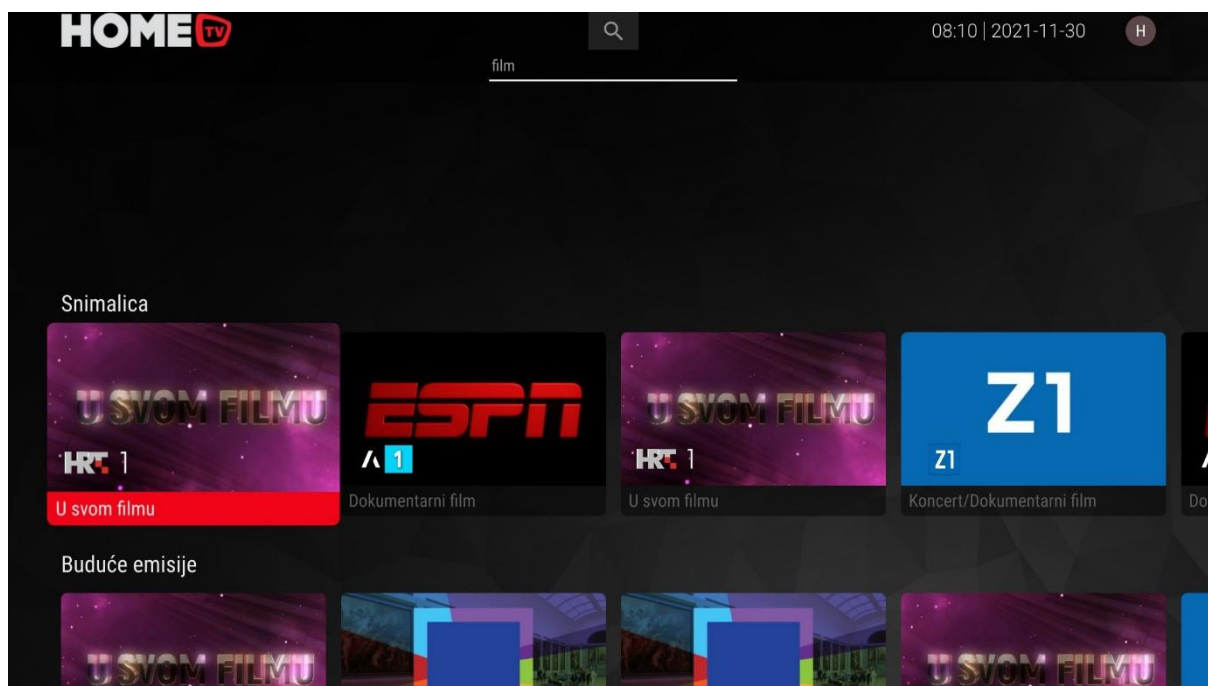 HOME TV
08:10 | 2021-11-30
H
film
Snimalica
U SVOM FILMU
HRT 1
U svom filmu
ESPN
1
Dokumentarni film
U SVOM FILMU
HRT 1
U svom filmu
Z1
Z1
Koncert/Dokumentarni film
Do
Buduće emisije
U SVOM FILMU
U SVOM FILMU